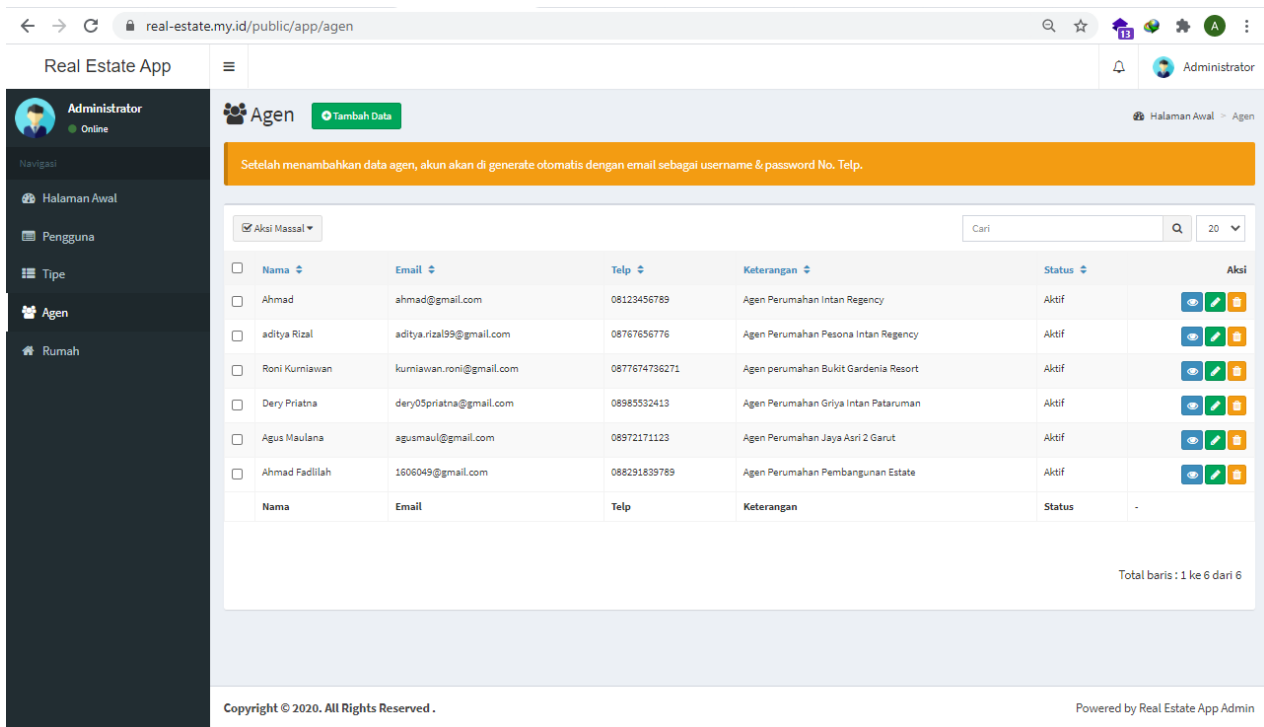 real-estate.my.id/public/app/agen
13
A
Real Estate App
Administrator
Administrator
Online
Navigasi
Halaman Awal
Pengguna
Tipe
Agen
Rumah
Agen Tambah Data
Halaman Awal > Agen
Setelah menambahkan data agen, akun akan di generate otomatis dengan email sebagai username & password No. Telp.
Aksi Massal
Cari
20
Nama Email Telp Keterangan Status Aksi
Ahmad ahmad@gmail.com 08123456789 Agen Perumahan Intan Regency Aktif
aditya Rizal aditya.rizal99@gmail.com 08767656776 Agen Perumahan Pesona Intan Regency Aktif
Roni Kurniawan kurniawan.roni@gmail.com 0877674736271 Agen perumahan Bukit Gardenia Resort Aktif
Dery Priatna dery05priatna@gmail.com 08985532413 Agen Perumahan Griya Intan Pataruman Aktif
Agus Maulana agusmaul@gmail.com 08972171123 Agen Perumahan Jaya Asri 2 Garut Aktif
Ahmad Fadlilah 1606049@gmail.com 088291839789 Agen Perumahan Pembangunan Estate Aktif
Nama Email Telp Keterangan Status -
Total baris : 1 ke 6 dari 6
Copyright © 2020. All Rights Reserved .
Powered by Real Estate App Admin